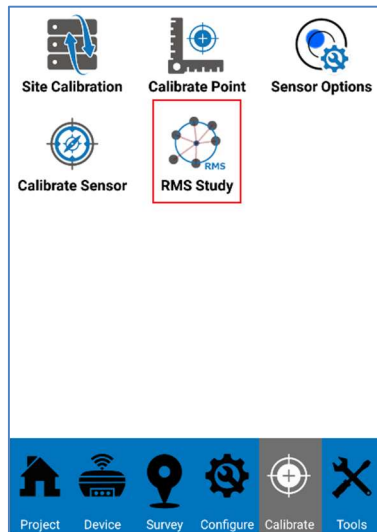 Site Calibration
Calibrate Point
Sensor Options
Calibrate Sensor
RMS
RMS Study
Project
Device
Survey
Configure
Calibrate
Tools